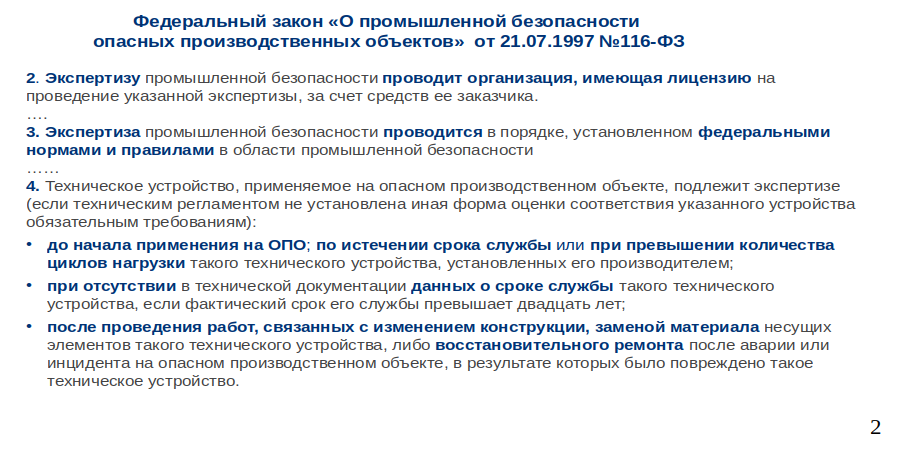 Федеральный закон «О промышленной безопасности
опасных производственных объектов»  от 21.07.1997 №116-ФЗ
2. Экспертизу промышленной безопасности проводит организация, имеющая лицензию на
проведение указанной экспертизы, за счет средств ее заказчика.
….
3. Экспертиза промышленной безопасности проводится в порядке, установленном федеральными
нормами и правилами в области промышленной безопасности
……
4. Техническое устройство, применяемое на опасном производственном объекте, подлежит экспертизе
(если техническим регламентом не установлена иная форма оценки соответствия указанного устройства
обязательным требованиям):
• до начала применения на ОПО; по истечении срока службы или при превышении количества
циклов нагрузки такого технического устройства, установленных его производителем;
• при отсутствии в технической документации данных о сроке службы такого технического
устройства, если фактический срок его службы превышает двадцать лет;
• после проведения работ, связанных с изменением конструкции, заменой материала несущих
элементов такого технического устройства, либо восстановительного ремонта после аварии или
инцидента на опасном производственном объекте, в результате которых было повреждено такое
техническое устройство.
2